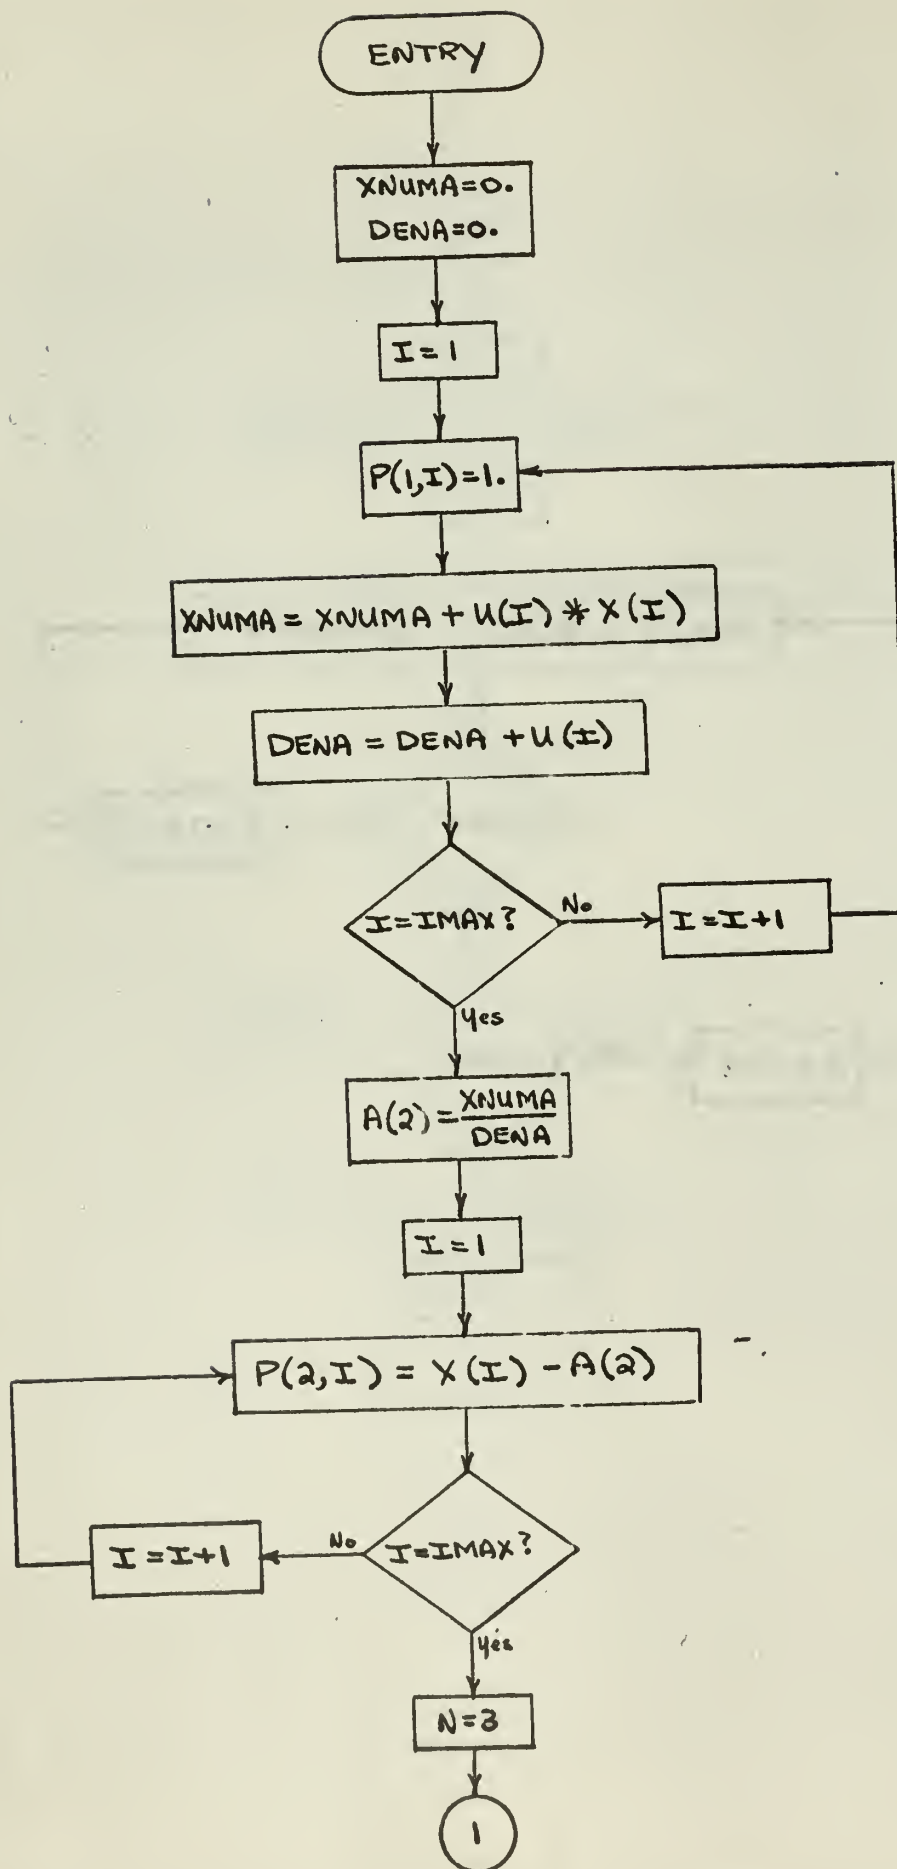 ENTRY
XNUMA=0.
DENA=0.
I=1
P(1,I)=1.
XNUMA = XNUMA + U(I) * X(I)
DENA = DENA + U(I)
I=IMAX?
No
I=I+1
Yes
A(2)=XNUMA
DENA
I=1
P(2,I) = X(I) - A(2)
I=I+1
No
I=IMAX?
Yes
N=3
1